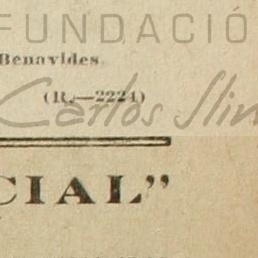 FUNDACIÓ
Benavides
(R.—2224)
Carlos Slim
CIAL”